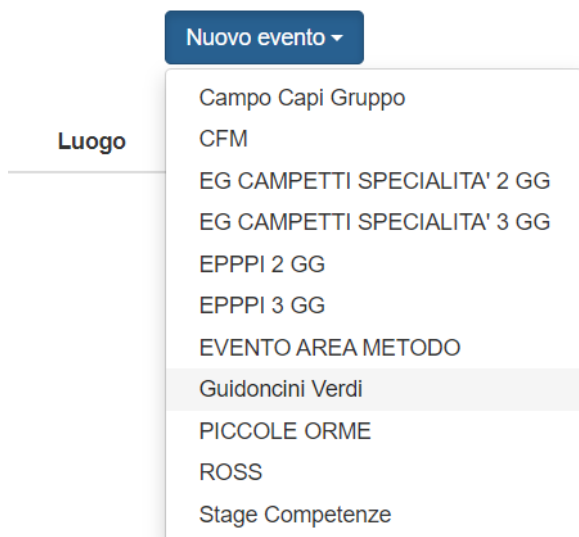 Nuovo evento
Campo Capi Gruppo
Luogo
CFM
EG CAMPETTI SPECIALITA' 2 GG
EG CAMPETTI SPECIALITA' 3 GG
EPPPI 2 GG
EPPPI 3 GG
EVENTO AREA METODO
Guidoncini Verdi
PICCOLE ORME
ROSS
Stage Competenze